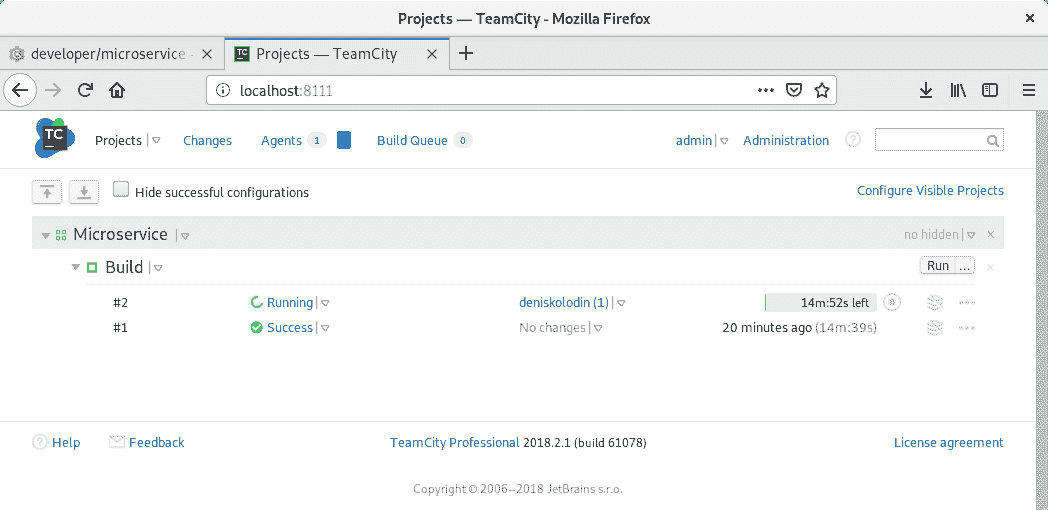 Projects — TeamCity - Mozilla Firefox ×
developer/microservice - × TC Projects — TeamCity × +
localhost:8111 •••
TC Projects Changes Agents 1 Build Queue 0 admin Administration ?
Hide successful configurations Configure Visible Projects
Microservice no hidden ×
Build Run ... ×
#2 Running deniskolodin (1) 14m:52s left •••
#1 Success No changes 20 minutes ago (14m:39s) •••
? Help Feedback TeamCity Professional 2018.2.1 (build 61078) License agreement
Copyright © 2006–2018 JetBrains s.r.o.